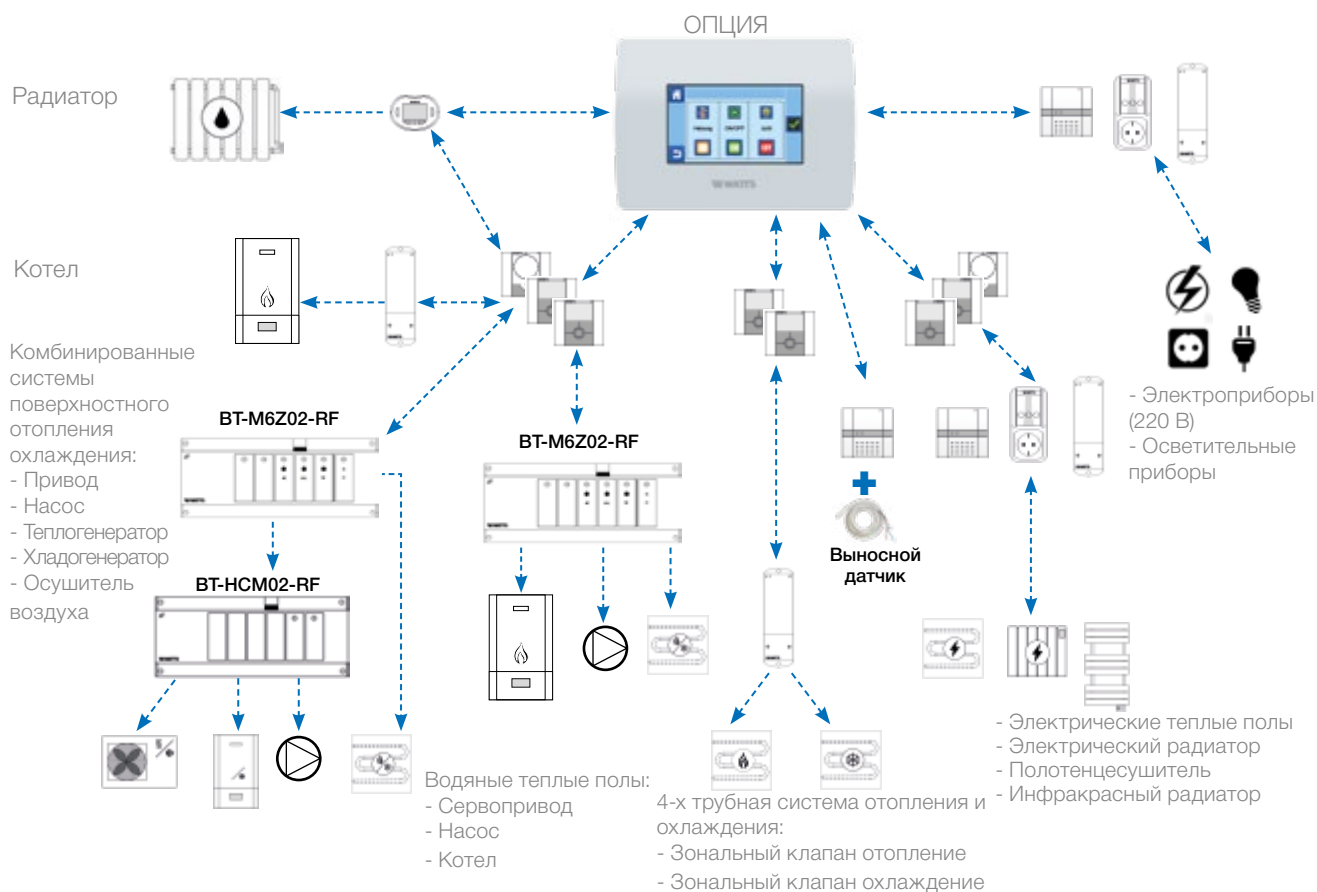 ОПЦИЯ
Радиатор
WATTS
Котел
Комбинированные
системы
поверхностного
отопления
охлаждения:
- Привод
- Насос
- Теплогенератор
- Хладогенератор
- Осушитель
воздуха
BT-M6Z02-RF
BT-M6Z02-RF
BT-HCM02-RF
Выносной
датчик
- Электроприборы
(220 В)
- Осветительные
приборы
Водяные теплые полы:
- Сервопривод
- Насос
- Котел
4-х трубная система отопления и
охлаждения:
- Зональный клапан отопление
- Зональный клапан охлаждение
- Электрические теплые полы
- Электрический радиатор
- Полотенцесушитель
- Инфракрасный радиатор